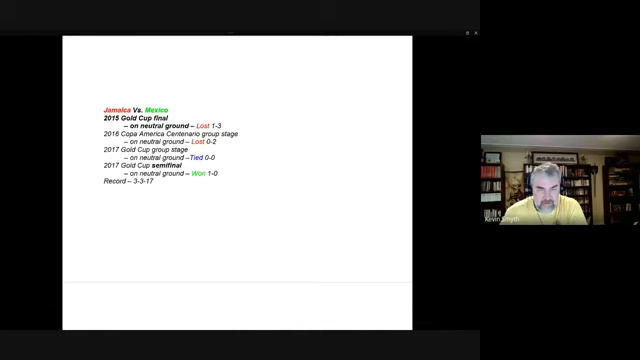 Jamaica Vs. Mexico
2015 Gold Cup final
– on neutral ground – Lost 1-3
2016 Copa America Centenario group stage
– on neutral ground – Lost 0-2
2017 Gold Cup group stage
– on neutral ground –Tied 0-0
2017 Gold Cup semifinal
– on neutral ground – Won 1-0
Record – 3-3-17
Kevin Smyth